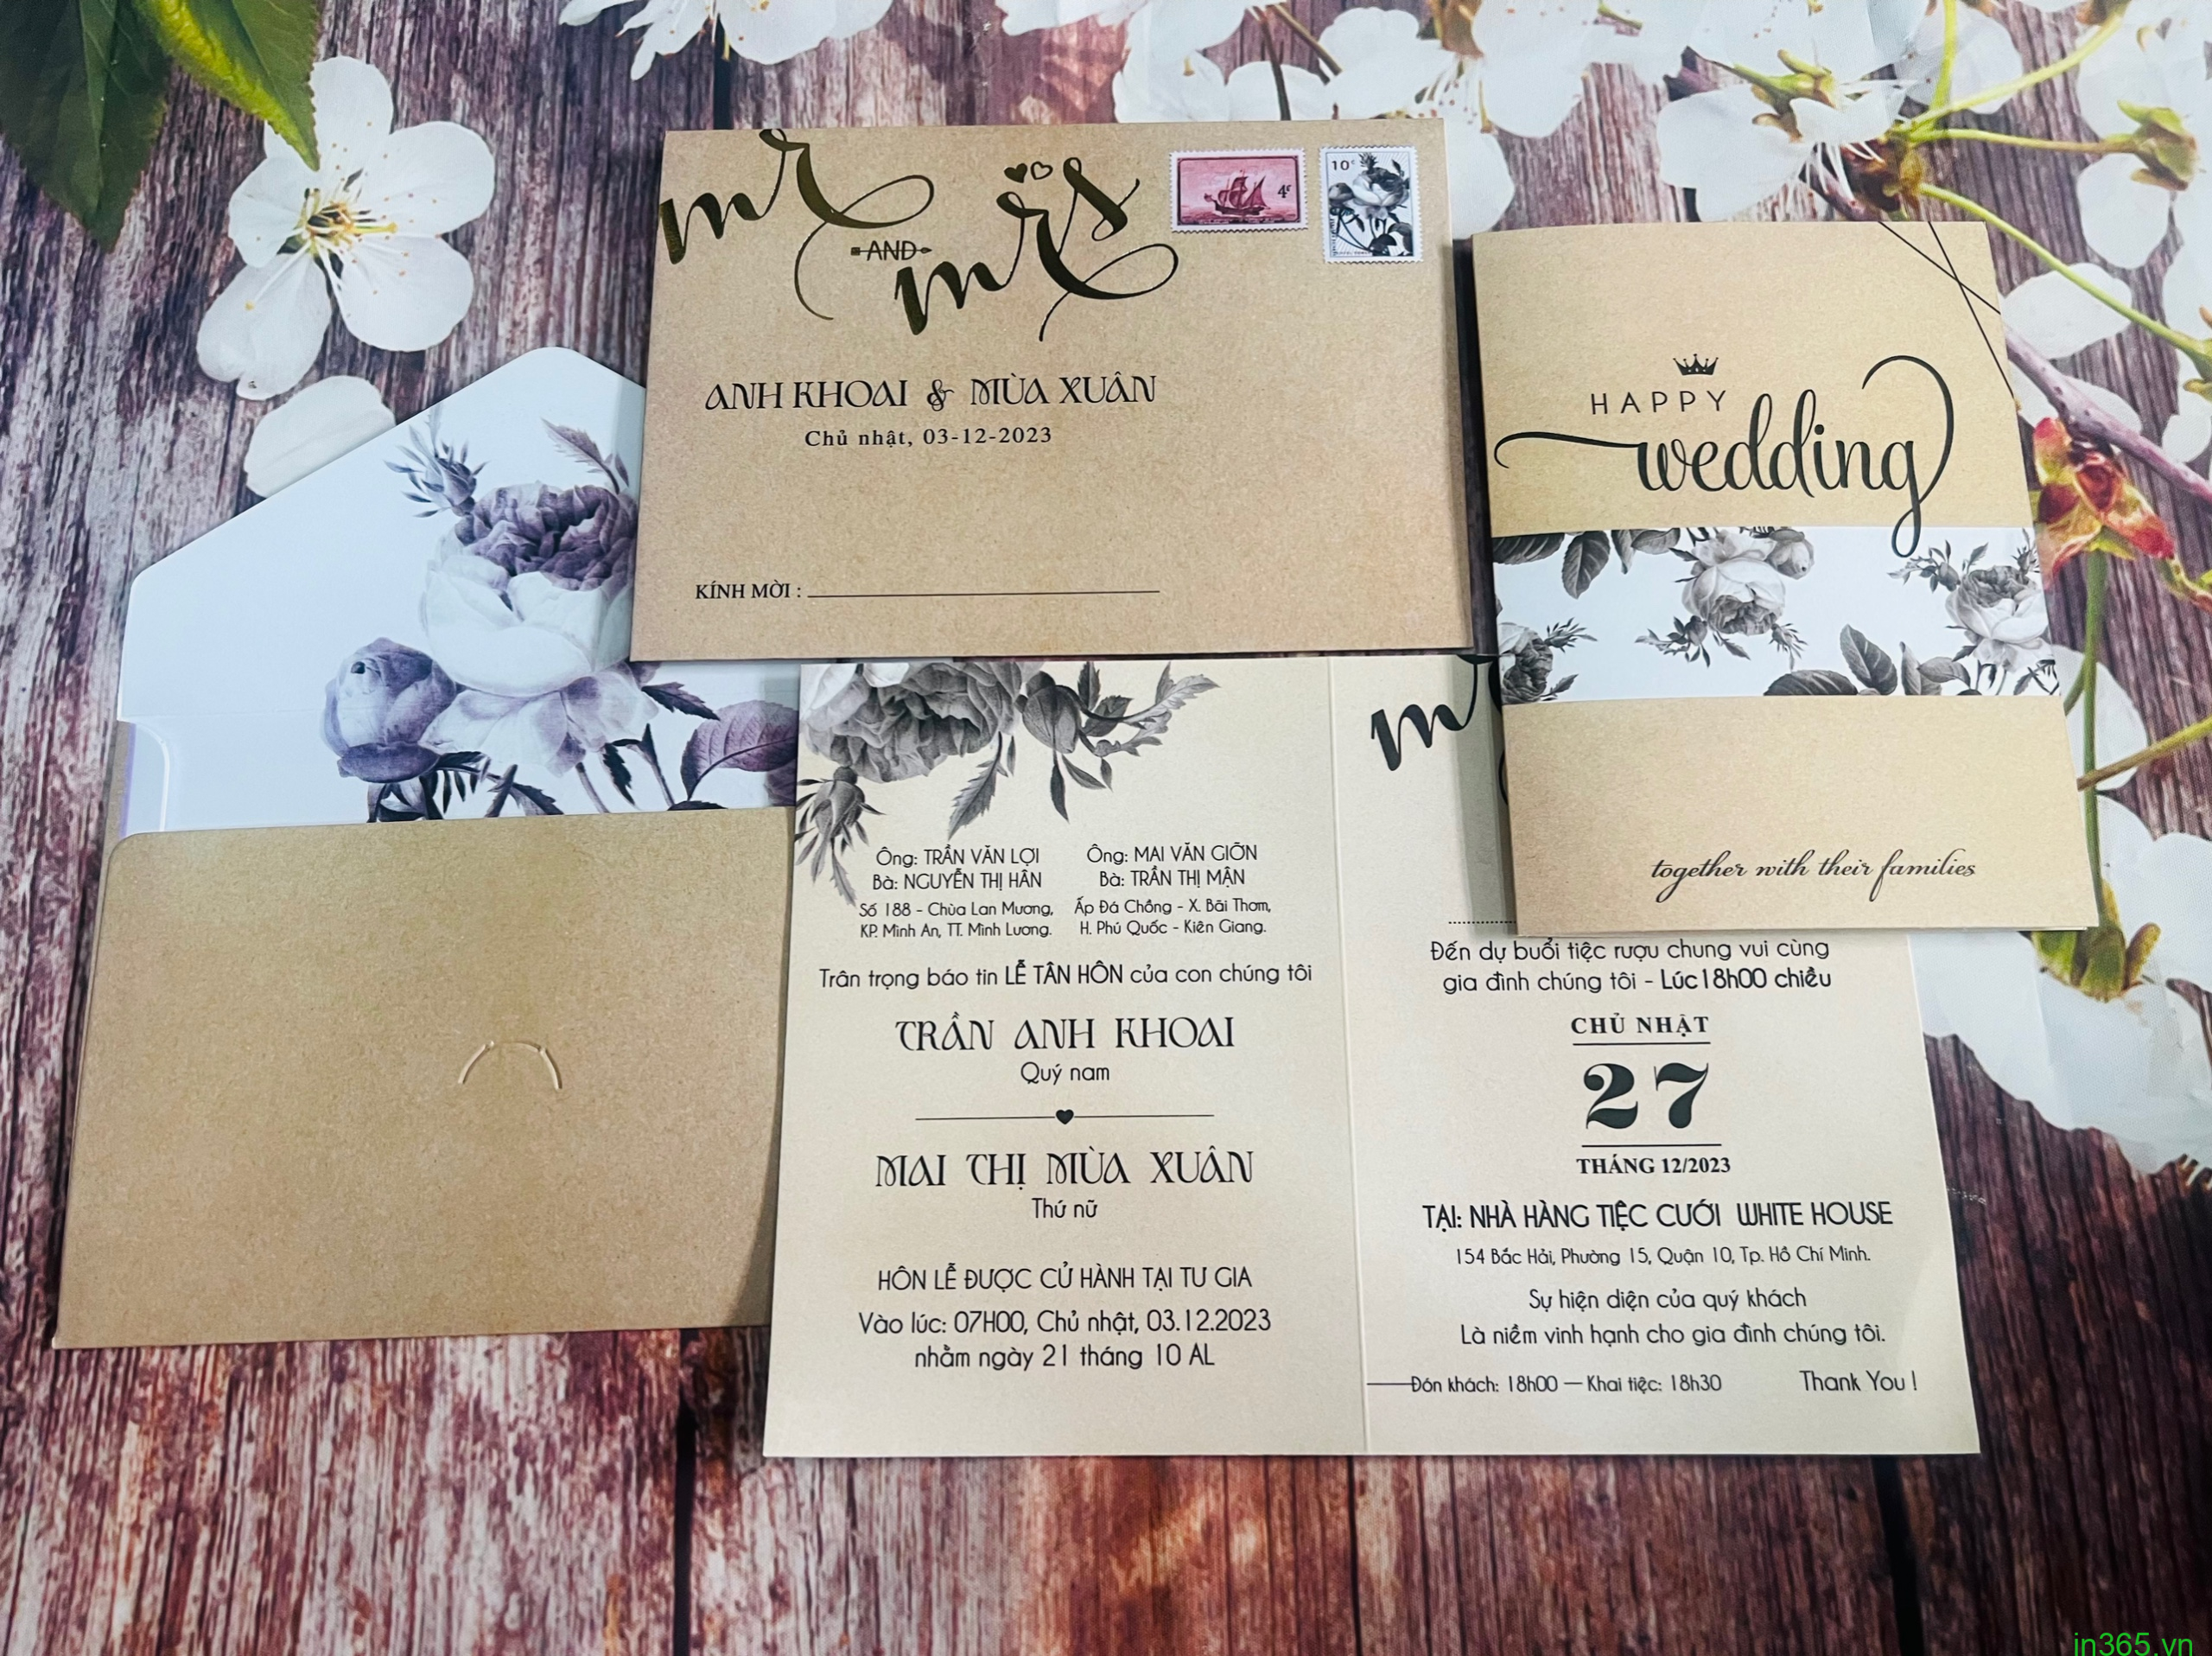 mr
AND
mrs
4c
10c
ANH KHOAI & MÙA XUÂN
Chủ nhật, 03-12-2023
KÍNH MỜI :
HAPPY
wedding
together with their families
Ông: TRẦN VĂN LỢI
Bà: NGUYỄN THỊ HÂN
Số 188 - Chùa Lan Mương,
KP. Minh An, TT. Minh Lương.
Ông: MAI VĂN GIỠN
Bà: TRẦN THỊ MẬN
Ấp Đá Chồng - X. Bãi Thơm,
H. Phú Quốc - Kiên Giang.
Trân trọng báo tin LỄ TÂN HÔN của con chúng tôi
TRẦN ANH KHOAI
Quý nam
MAI THỊ MÙA XUÂN
Thứ nữ
HÔN LỄ ĐƯỢC CỬ HÀNH TẠI TƯ GIA
Vào lúc: 07H00, Chủ nhật, 03.12.2023
nhằm ngày 21 tháng 10 AL
m
Đến dự buổi tiệc rượu chung vui cùng
gia đình chúng tôi - Lúc18h00 chiều
CHỦ NHẬT
27
THÁNG 12/2023
TẠI: NHÀ HÀNG TIỆC CƯỚI WHITE HOUSE
154 Bắc Hải, Phường 15, Quận 10, Tp. Hồ Chí Minh.
Sự hiện diện của quý khách
Là niềm vinh hạnh cho gia đình chúng tôi.
Đón khách: 18h00 — Khai tiệc: 18h30 Thank You !
in365.vn